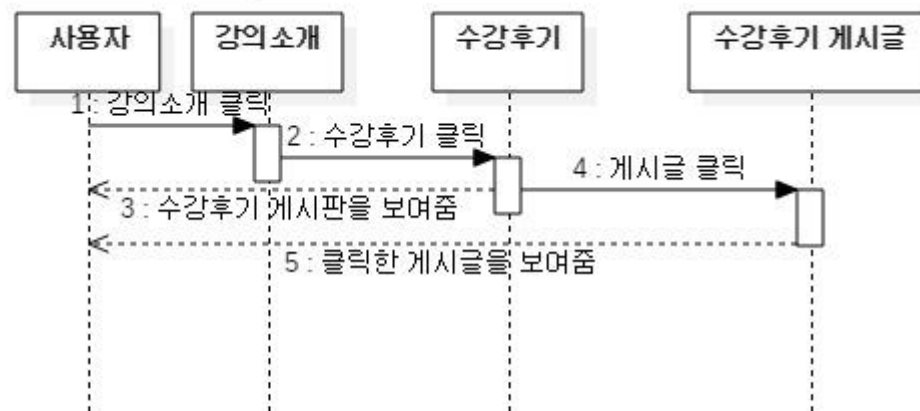 사용자
강의소개
수강후기
수강후기 게시글
1 : 강의소개 클릭
2 : 수강후기 클릭
4 : 게시글 클릭
3 : 수강후기 게시판을 보여줌
5 : 클릭한 게시글을 보여줌